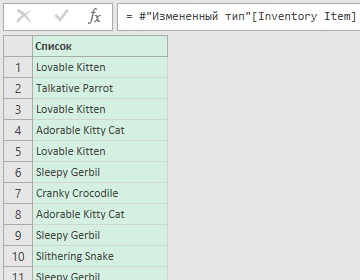 fx
= #"Измененный тип"[Inventory Item]
Список
1 Lovable Kitten
2 Talkative Parrot
3 Lovable Kitten
4 Adorable Kitty Cat
5 Lovable Kitten
6 Sleepy Gerbil
7 Cranky Crocodile
8 Adorable Kitty Cat
9 Sleepy Gerbil
10 Slithering Snake
11 Sleepy Gerbil